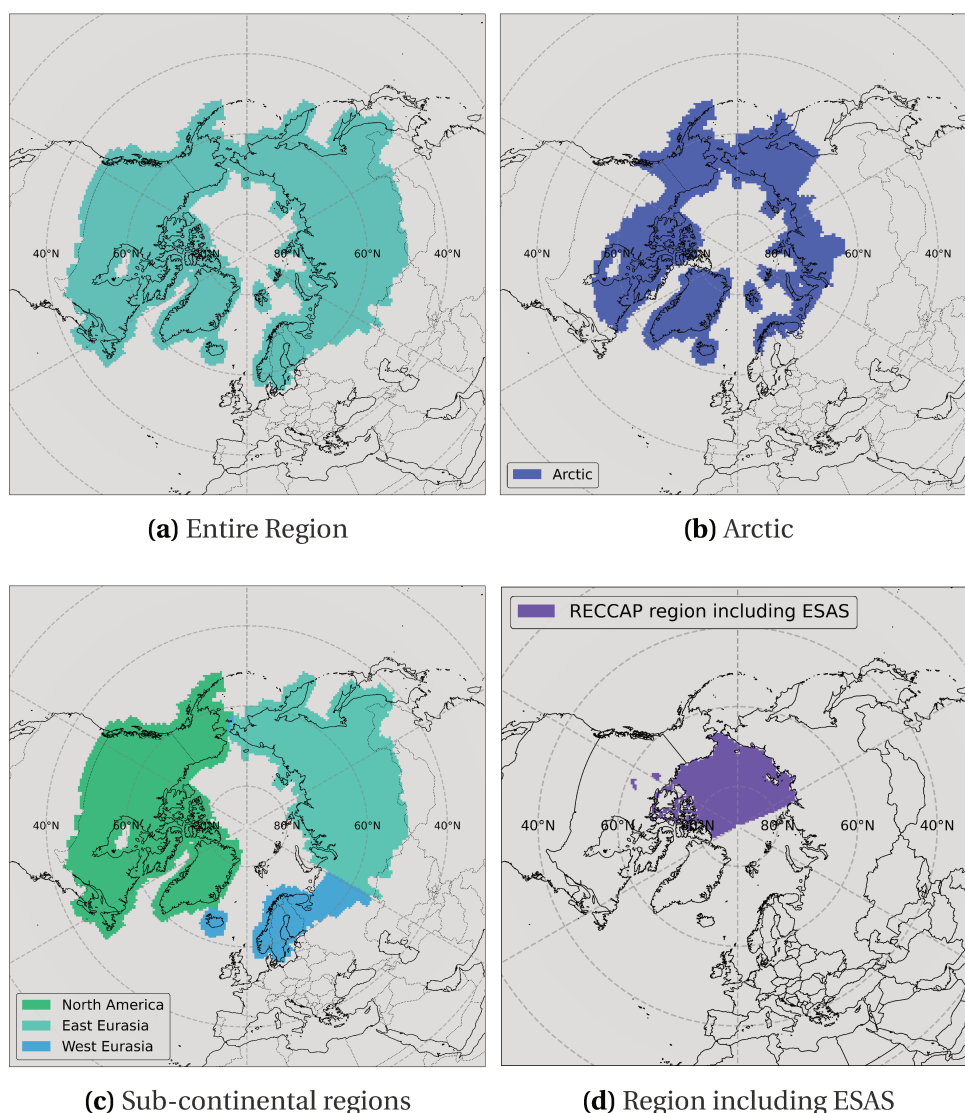 40°N 60°N 80°N 80°N 60°N 40°N
(a) Entire Region
40°N 60°N 80°N 80°N 60°N 40°N
Arctic
(b) Arctic
40°N 60°N 80°N 80°N 60°N 40°N
North America
East Eurasia
West Eurasia
(c) Sub-continental regions
RECCAP region including ESAS
40°N 60°N 80°N 80°N 60°N 40°N
(d) Region including ESAS